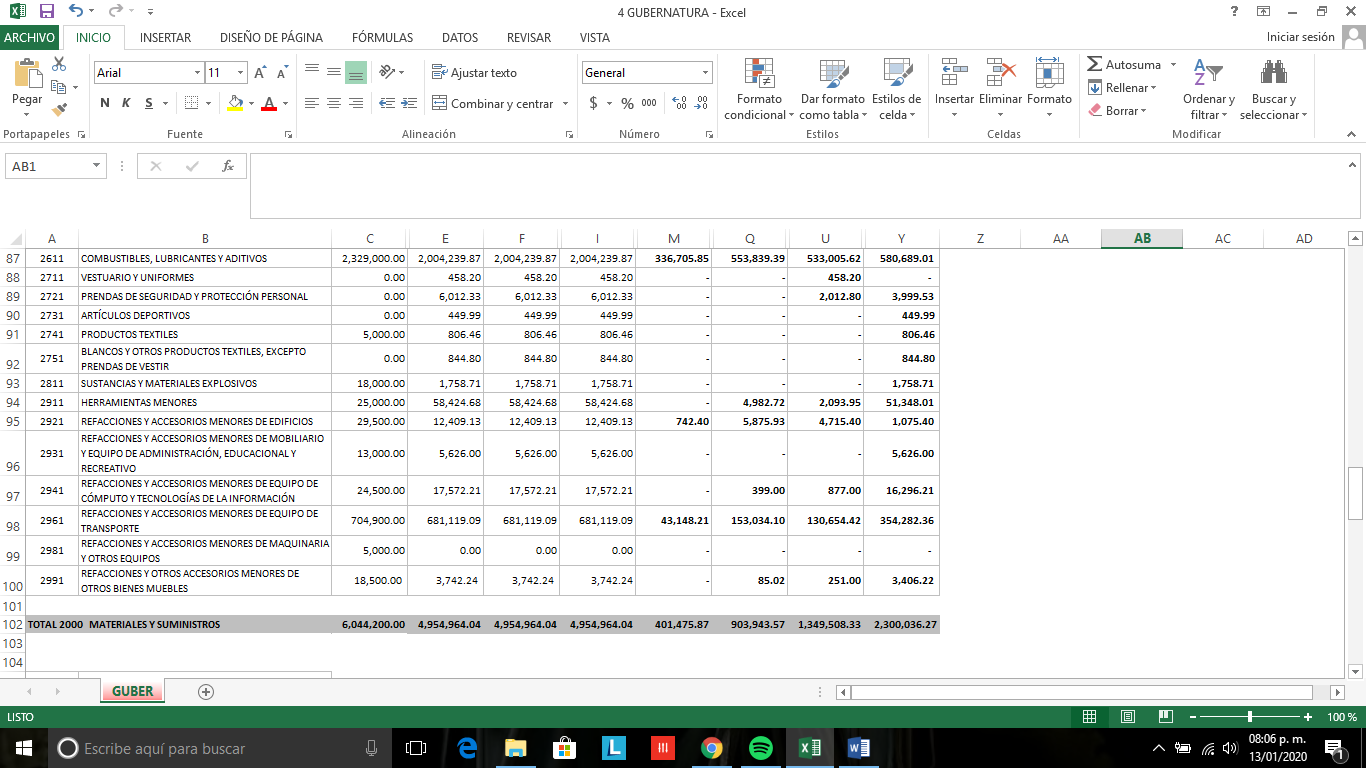 4 GUBERNATURA - Excel
ARCHIVO INICIO INSERTAR DISEÑO DE PÁGINA FÓRMULAS DATOS REVISAR VISTA Iniciar sesión
Pegar
Portapapeles
Arial 11
N K S
A A A
Fuente
Ajustar texto
Combinar y centrar
Alineación
General
$ % 000
Número
Formato condicional
Dar formato como tabla
Estilos de celda
Estilos
Insertar Eliminar Formato
Celdas
Autosuma
Rellenar
Borrar
Ordenar y filtrar
Buscar y seleccionar
Modificar
AB1 fx
A B C E F I M Q U Y Z AA AB AC AD
87 2611 COMBUSTIBLES, LUBRICANTES Y ADITIVOS 2,329,000.00 2,004,239.87 2,004,239.87 2,004,239.87 336,705.85 553,839.39 533,005.62 580,689.01
88 2711 VESTUARIO Y UNIFORMES 0.00 458.20 458.20 458.20 - - 458.20 -
89 2721 PRENDAS DE SEGURIDAD Y PROTECCIÓN PERSONAL 0.00 6,012.33 6,012.33 6,012.33 - - 2,012.80 3,999.53
90 2731 ARTÍCULOS DEPORTIVOS 0.00 449.99 449.99 449.99 - - - 449.99
91 2741 PRODUCTOS TEXTILES 5,000.00 806.46 806.46 806.46 - - - 806.46
92 2751 BLANCOS Y OTROS PRODUCTOS TEXTILES, EXCEPTO
PRENDAS DE VESTIR 0.00 844.80 844.80 844.80 - - - 844.80
93 2811 SUSTANCIAS Y MATERIALES EXPLOSIVOS 18,000.00 1,758.71 1,758.71 1,758.71 - - - 1,758.71
94 2911 HERRAMIENTAS MENORES 25,000.00 58,424.68 58,424.68 58,424.68 - 4,982.72 2,093.95 51,348.01
95 2921 REFACCIONES Y ACCESORIOS MENORES DE EDIFICIOS 29,500.00 12,409.13 12,409.13 12,409.13 742.40 5,875.93 4,715.40 1,075.40
96 2931 REFACCIONES Y ACCESORIOS MENORES DE MOBILIARIO
Y EQUIPO DE ADMINISTRACIÓN, EDUCACIONAL Y
RECREATIVO 13,000.00 5,626.00 5,626.00 5,626.00 - - - 5,626.00
97 2941 REFACCIONES Y ACCESORIOS MENORES DE EQUIPO DE
CÓMPUTO Y TECNOLOGÍAS DE LA INFORMACIÓN 24,500.00 17,572.21 17,572.21 17,572.21 - 399.00 877.00 16,296.21
98 2961 REFACCIONES Y ACCESORIOS MENORES DE EQUIPO DE
TRANSPORTE 704,900.00 681,119.09 681,119.09 681,119.09 43,148.21 153,034.10 130,654.42 354,282.36
99 2981 REFACCIONES Y ACCESORIOS MENORES DE MAQUINARIA
Y OTROS EQUIPOS 5,000.00 0.00 0.00 0.00 - - - -
100 2991 REFACCIONES Y OTROS ACCESORIOS MENORES DE
OTROS BIENES MUEBLES 18,500.00 3,742.24 3,742.24 3,742.24 - 85.02 251.00 3,406.22
101
102 TOTAL 2000 MATERIALES Y SUMINISTROS 6,044,200.00 4,954,964.04 4,954,964.04 4,954,964.04 401,475.87 903,943.57 1,349,508.33 2,300,036.27
103
104
GUBER
LISTO 100 %
Escribe aquí para buscar
08:06 p. m.
13/01/2020
1